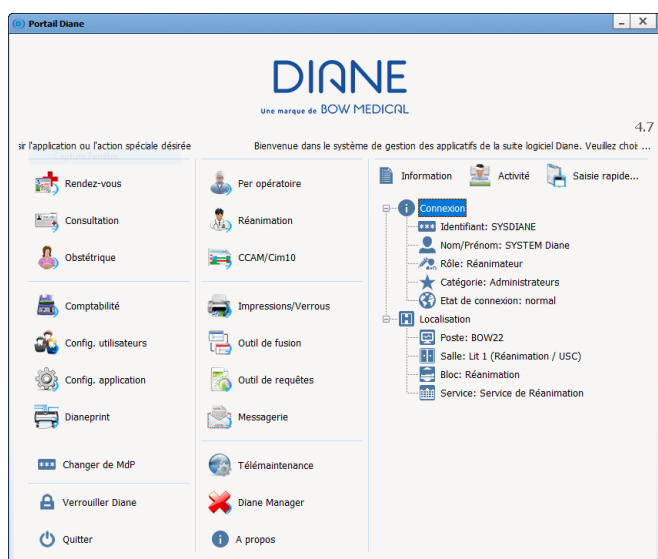 Portail Diane
DIANE
Une marque de BOW MEDICAL
4.7
sir l'application ou l'action spéciale désirée
Bienvenue dans le système de gestion des applicatifs de la suite logiciel Diane. Veuillez choi ...
Capture Fenêtre
Rendez-vous
Consultation
Obstétrique
Comptabilité
Config. utilisateurs
Config. application
Dianeprint
Changer de MdP
Verrouiller Diane
Quitter
Per opératoire
Réanimation
CCAM/Cim10
Impressions/Verrous
Outil de fusion
Outil de requêtes
Messagerie
Télémaintenance
Diane Manager
A propos
Information
Activité
Saisie rapide...
Connexion
Identifiant: SYSDIANE
Nom/Prénom: SYSTEM Diane
Rôle: Réanimateur
Catégorie: Administrateurs
Etat de connexion: normal
Localisation
Poste: BOW22
Salle: Lit 1 (Réanimation / USC)
Bloc: Réanimation
Service: Service de Réanimation